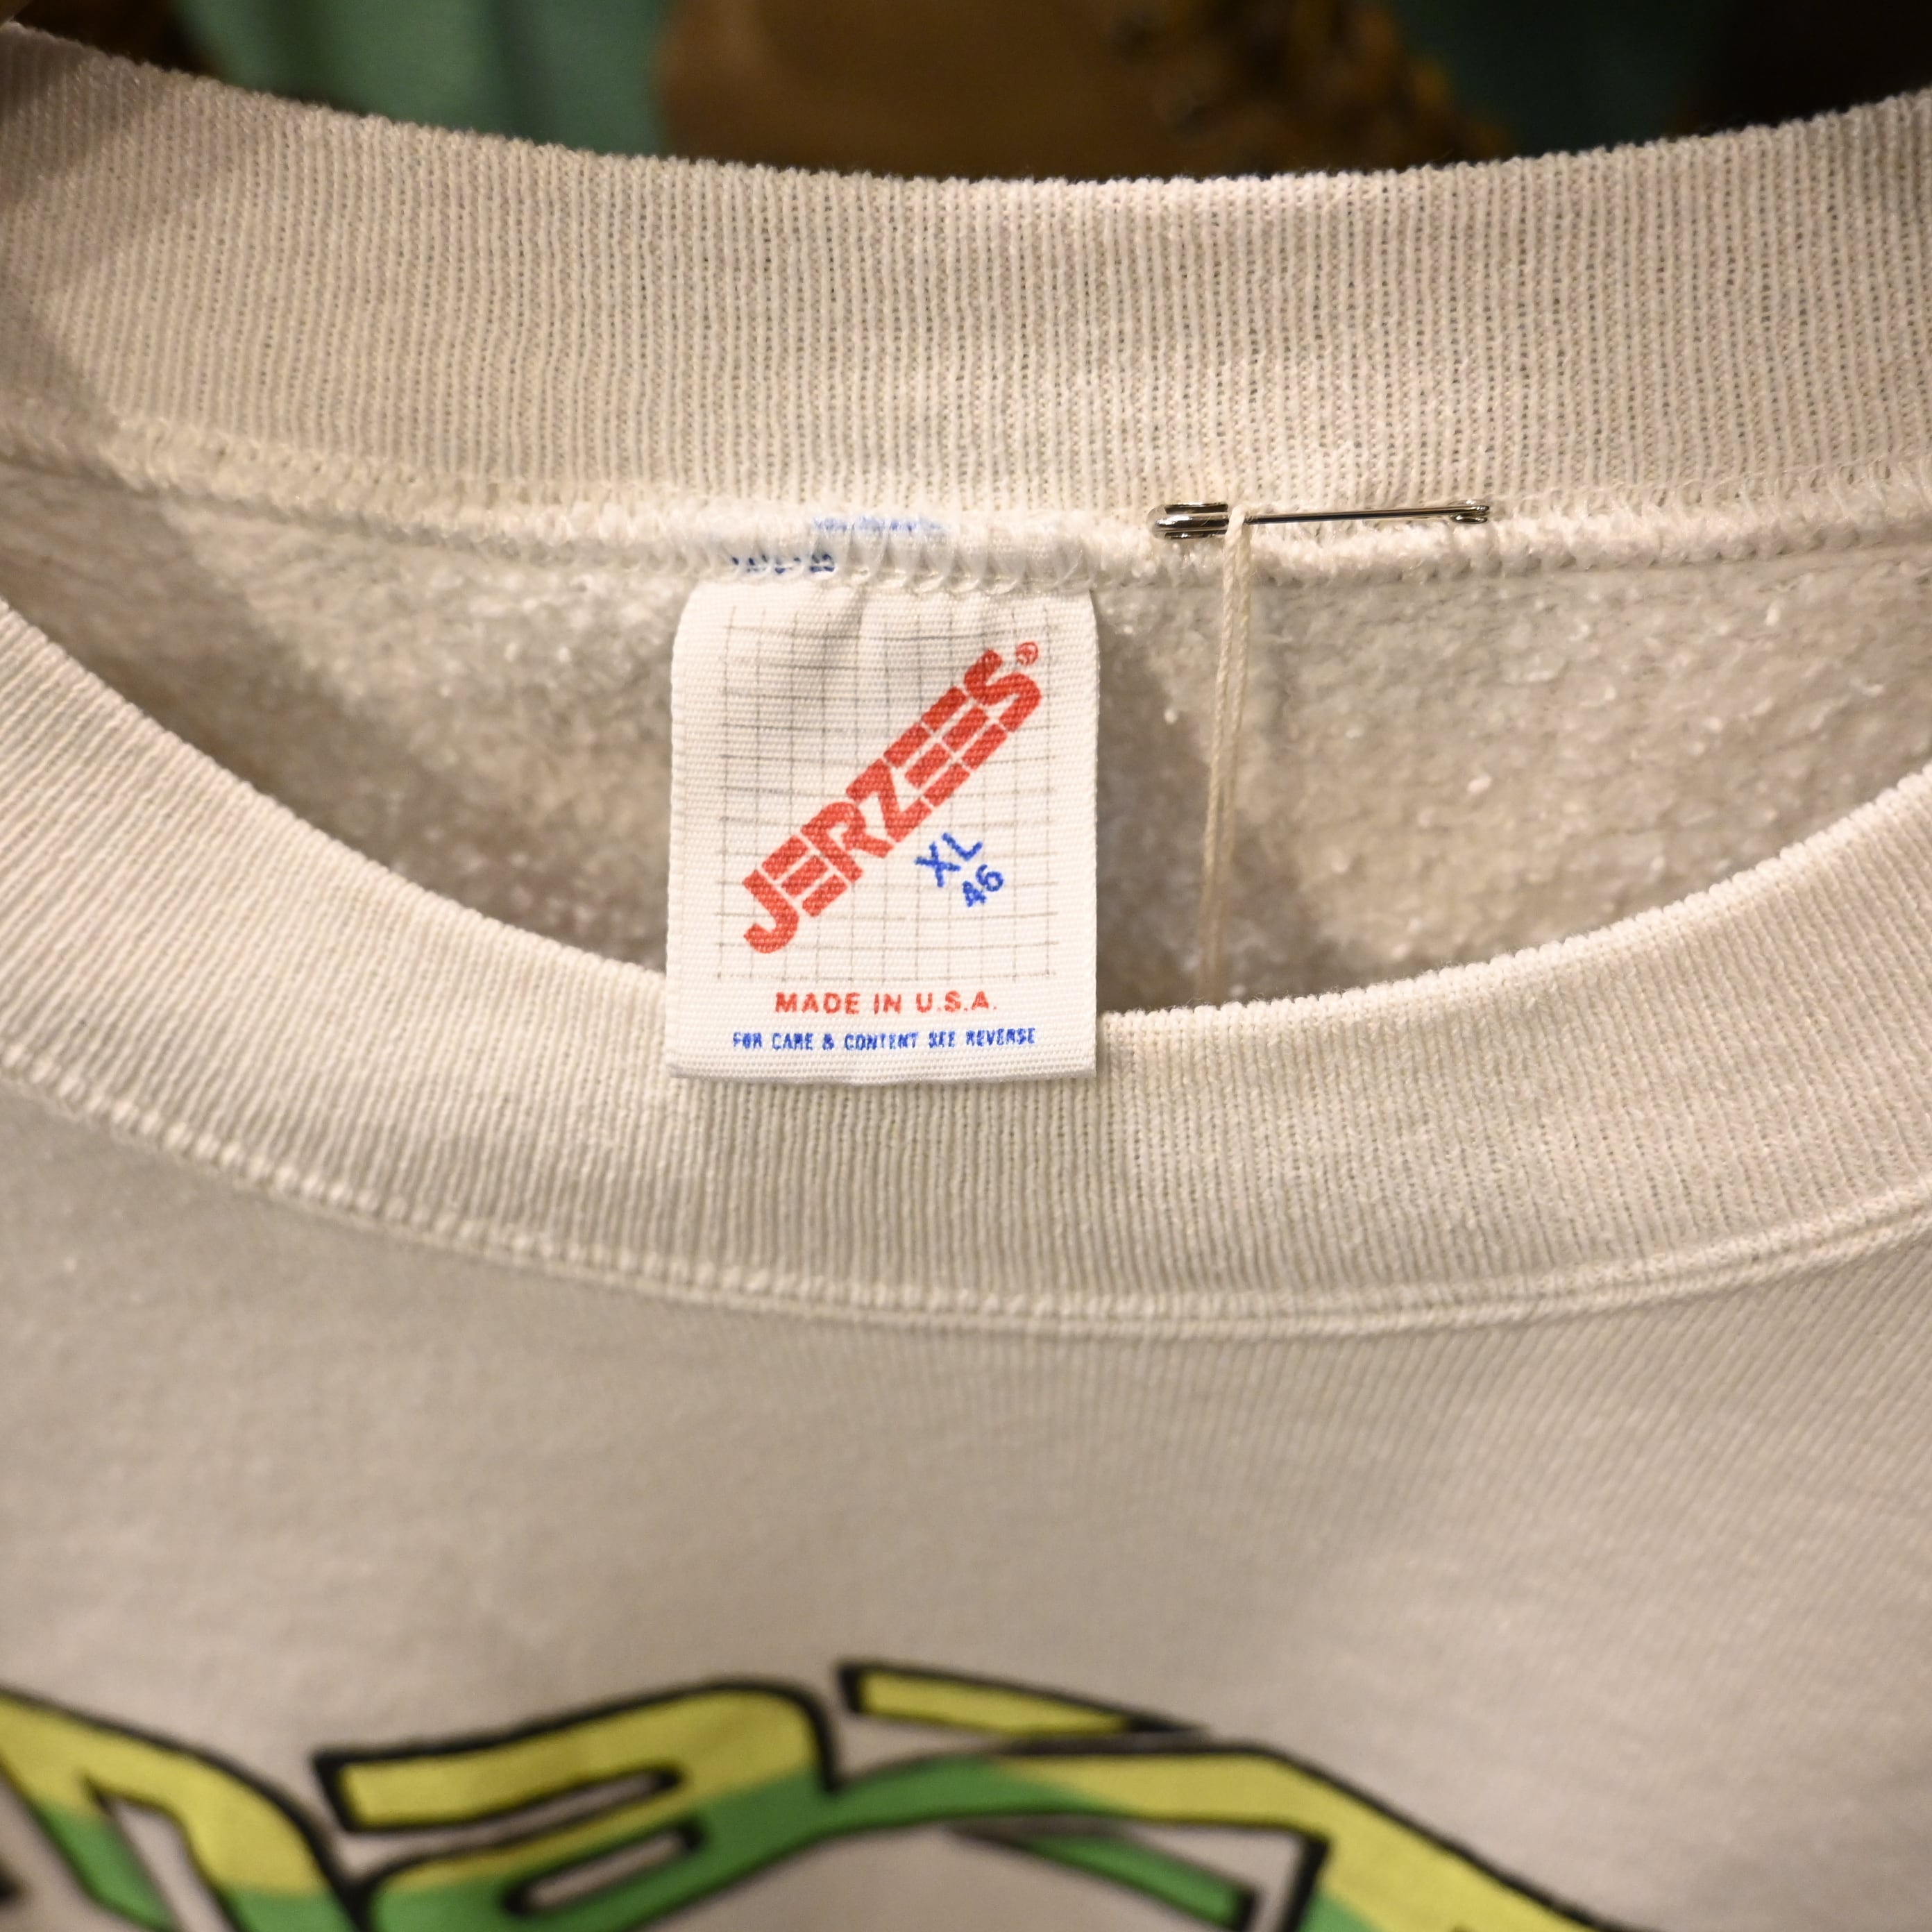 JERZEES®
XL
46
MADE IN U.S.A.
FOR CARE & CONTENT SEE REVERSE